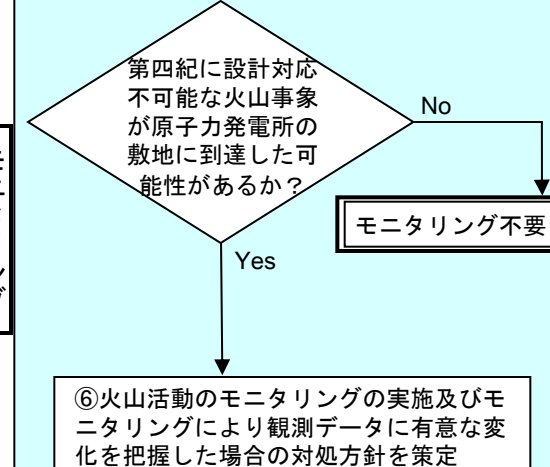 第四紀に設計対応
不可能な火山事象
が原子力発電所の
敷地に到達した可
能性があるか？
No
モニタリング不要
Yes
⑥火山活動のモニタリングの実施及びモ
ニタリングにより観測データに有意な変
化を把握した場合の対処方針を策定